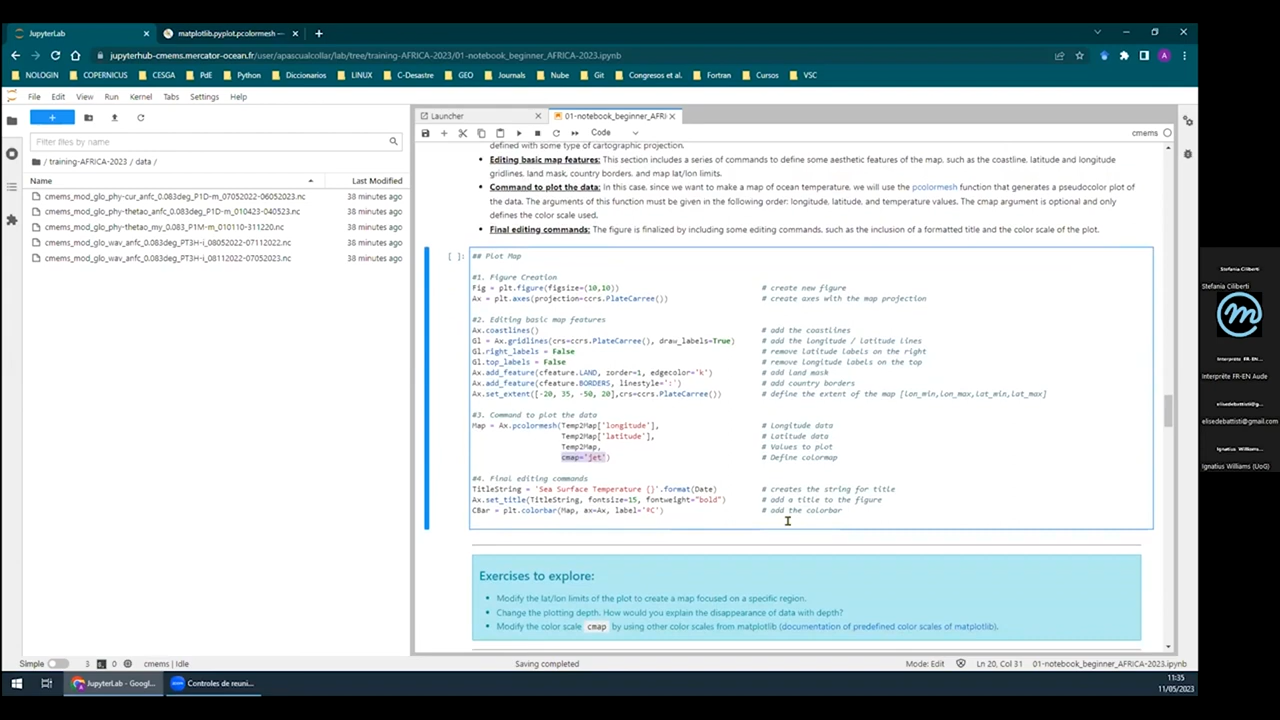 JupyterLab
matplotlib.pyplot.pcolormesh —
jupyterhub-cmems.mercator-ocean.fr/user/apascualcollar/lab/tree/training-AFRICA-2023/01-notebook_beginner_AFRICA-2023.ipynb
NOLOGIN COPERNICUS CESGA PdE Python Diccionarios LINUX C-Desastre GEO Journals Nube Git Congresos et al. Fortran Cursos VSC
File Edit View Run Kernel Tabs Settings Help
Launcher
01-notebook_beginner_AFRI
Code
cmems
Filter files by name
/ training-AFRICA-2023 / data /
Name Last Modified
cmems_mod_glo_phy-cur_anfc_0.083deg_P1D-m_07052022-06052023.nc 38 minutes ago
cmems_mod_glo_phy-thetao_anfc_0.083deg_P1D-m_010423-040523.nc 38 minutes ago
cmems_mod_glo_phy-thetao_my_0.083_P1M-m_010110-311220.nc 38 minutes ago
cmems_mod_glo_wav_anfc_0.083deg_PT3H-i_08052022-07112022.nc 38 minutes ago
cmems_mod_glo_wav_anfc_0.083deg_PT3H-i_08112022-07052023.nc 38 minutes ago
defined with some type of cartographic projection.
• Editing basic map features: This section includes a series of commands to define some aesthetic features of the map, such as the coastline, latitude and longitude
gridlines, land mask, country borders, and map lat/lon limits.
• Command to plot the data: In this case, since we want to make a map of ocean temperature, we will use the pcolormesh function that generates a pseudocolor plot of
the data. The arguments of this function must be given in the following order: longitude, latitude, and temperature values. The cmap argument is optional and only
defines the color scale used.
• Final editing commands: The figure is finalized by including some editing commands, such as the inclusion of a formatted title and the color scale of the plot.
[ ]: ## Plot Map
#1. Figure Creation
Fig = plt.figure(figsize=(10,10)) # create new figure
Ax = plt.axes(projection=ccrs.PlateCarree()) # create axes with the map projection
#2. Editing basic map features
Ax.coastlines() # add the coastlines
Gl = Ax.gridlines(crs=ccrs.PlateCarree(), draw_labels=True) # add the longitude / latitude lines
Gl.right_labels = False # remove latitude labels on the right
Gl.top_labels = False # remove longitude labels on the top
Ax.add_feature(cfeature.LAND, zorder=1, edgecolor='k') # add land mask
Ax.add_feature(cfeature.BORDERS, linestyle=':') # add country borders
Ax.set_extent([-20, 35, -50, 20],crs=ccrs.PlateCarree()) # define the extent of the map [lon_min,lon_max,lat_min,lat_max]
#3. Command to plot the data
Map = Ax.pcolormesh(Temp2Map['longitude'], # Longitude data
Temp2Map['latitude'], # Latitude data
Temp2Map, # Values to plot
cmap='jet') # Define colormap
#4. Final editing commands
TitleString = 'Sea Surface Temperature {}'.format(Date) # creates the string for title
Ax.set_title(TitleString, fontsize=15, fontweight="bold") # add a title to the figure
CBar = plt.colorbar(Map, ax=Ax, label='ºC') # add the colorbar
Exercises to explore:
• Modify the lat/lon limits of the plot to create a map focused on a specific region.
• Change the plotting depth. How would you explain the disappearance of data with depth?
• Modify the color scale cmap by using other color scales from matplotlib (documentation of predefined color scales of matplotlib).
Simple 3 0 cmems | Idle Saving completed Mode: Edit Ln 20, Col 31 01-notebook_beginner_AFRICA-2023.ipynb
JupyterLab - Googl...
Controles de reuni...
11:35
11/05/2023
Stefania Ciliberti
Stefania Ciliberti
Interprète FR-EN...
Interprète FR-EN Aude
elisedebattisti@g...
elisedebattisti@gmail.com
Ignatius Williams...
Ignatius Williams (UoG)